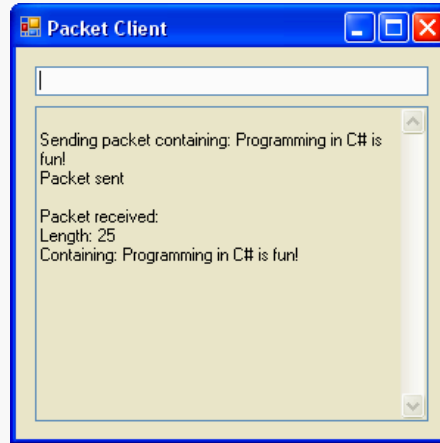 Packet Client
Sending packet containing: Programming in C# is
fun!
Packet sent
Packet received:
Length: 25
Containing: Programming in C# is fun!